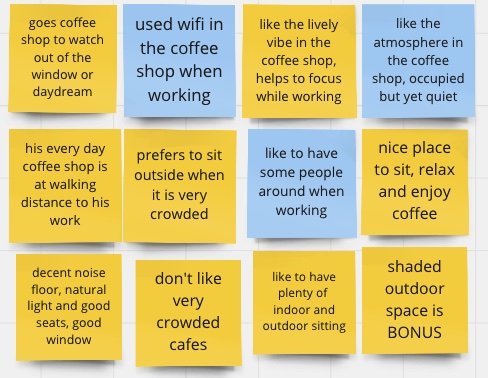 goes coffee
shop to watch
out of the
window or
daydream
used wifi in
the coffee
shop when
working
like the lively
vibe in the
coffee shop,
helps to focus
while working
like the
atmosphere in
the coffee
shop, occupied
but yet quiet
his every day
coffee shop is
at walking
distance to his
work
prefers to sit
outside when
it is very
crowded
like to have
some people
around when
working
nice place
to sit, relax
and enjoy
coffee
decent noise
floor, natural
light and good
seats, good
window
don't like
very
crowded
cafes
like to have
plenty of
indoor and
outdoor sitting
shaded
outdoor
space is
BONUS